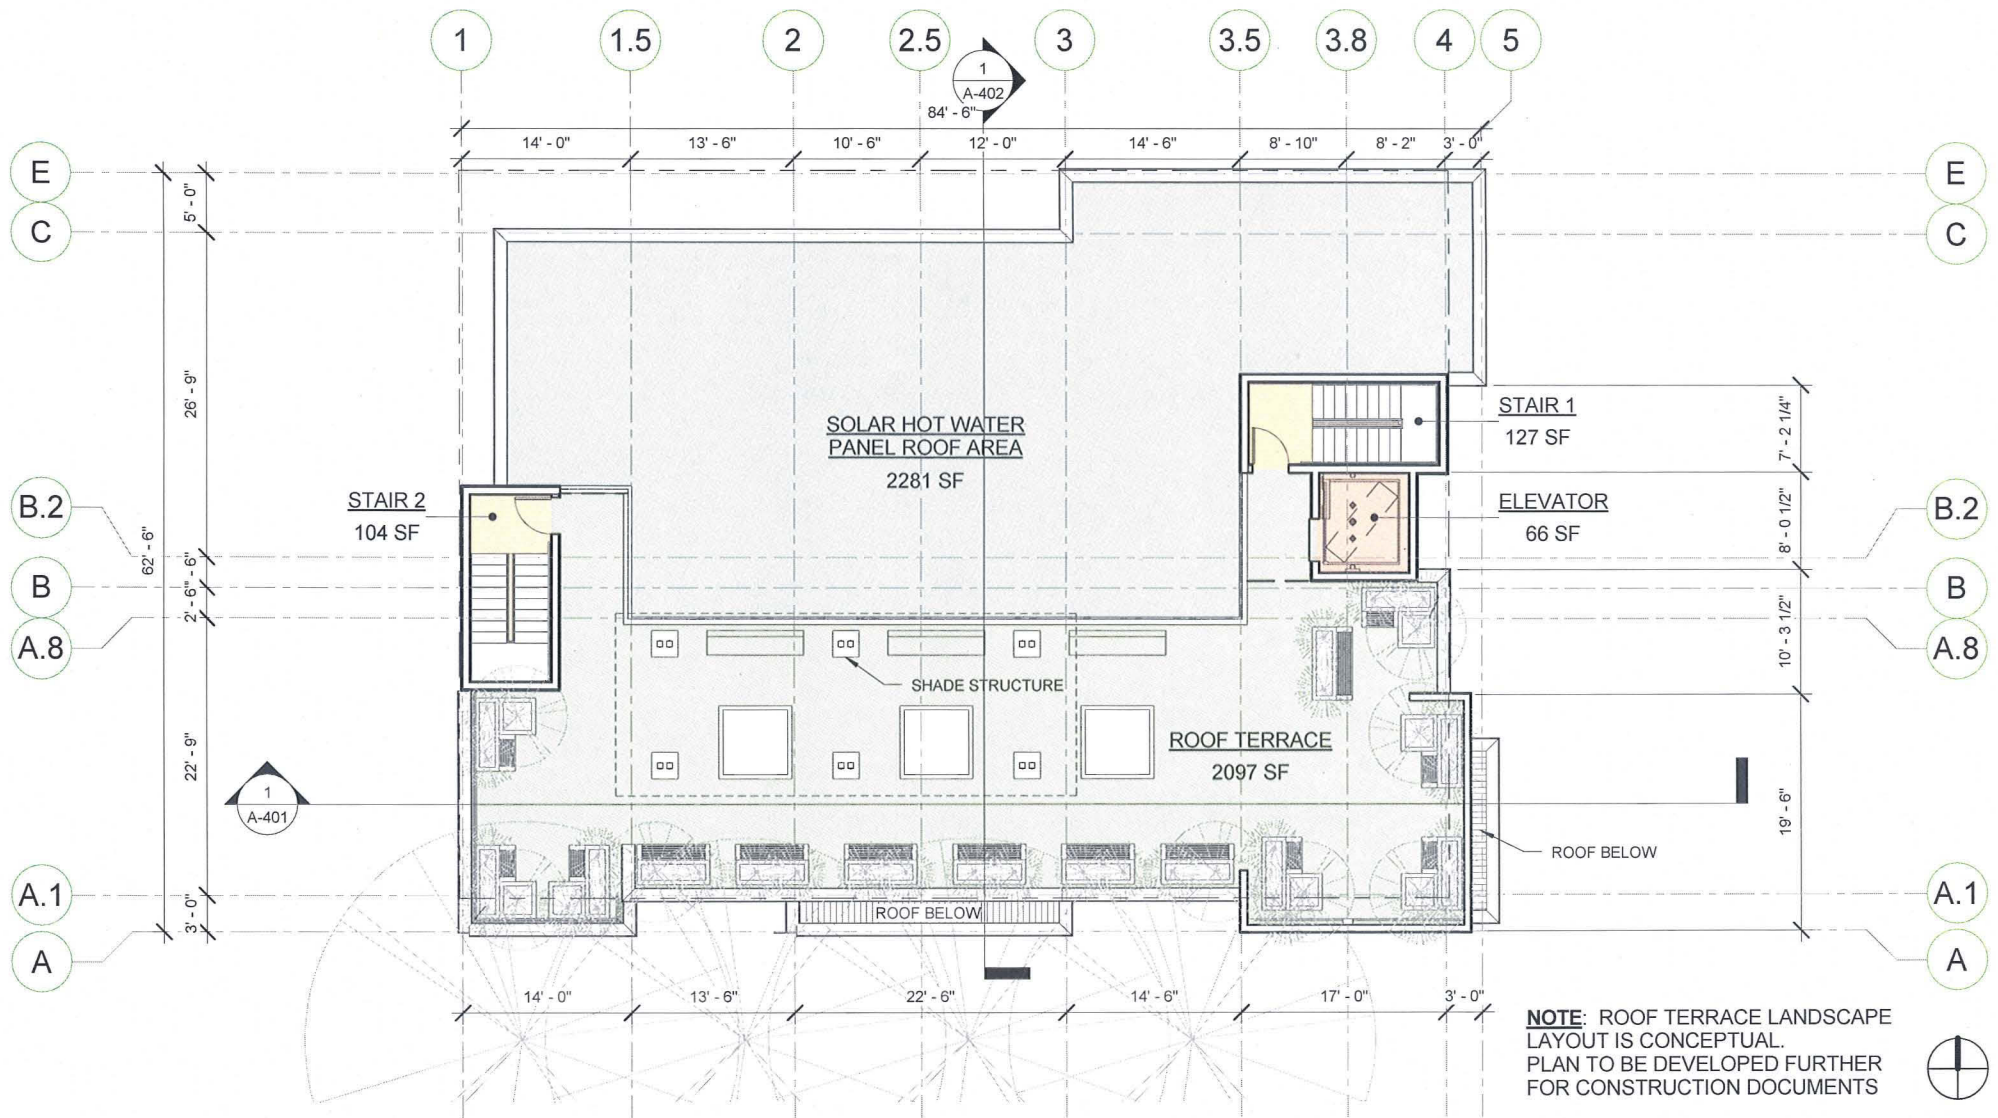 1
1.5
2
2.5
3
3.5
3.8
4
5
1
A-402
84' - 6"
14' - 0"
13' - 6"
10' - 6"
12' - 0"
14' - 6"
8' - 10"
8' - 2"
3' - 0"
E
E
5' - 0"
C
C
26' - 9"
62' - 6"
SOLAR HOT WATER
PANEL ROOF AREA
2281 SF
STAIR 1
127 SF
7' - 2 1/4"
STAIR 2
104 SF
ELEVATOR
66 SF
8' - 0 1/2"
B.2
B.2
2' - 6"
B
B
A.8
A.8
10' - 3 1/2"
SHADE STRUCTURE
ROOF TERRACE
2097 SF
22' - 9"
1
A-401
19' - 6"
ROOF BELOW
A.1
A.1
3' - 0"
ROOF BELOW
A
A
14' - 0"
13' - 6"
22' - 6"
14' - 6"
17' - 0"
3' - 0"
NOTE: ROOF TERRACE LANDSCAPE
LAYOUT IS CONCEPTUAL.
PLAN TO BE DEVELOPED FURTHER
FOR CONSTRUCTION DOCUMENTS